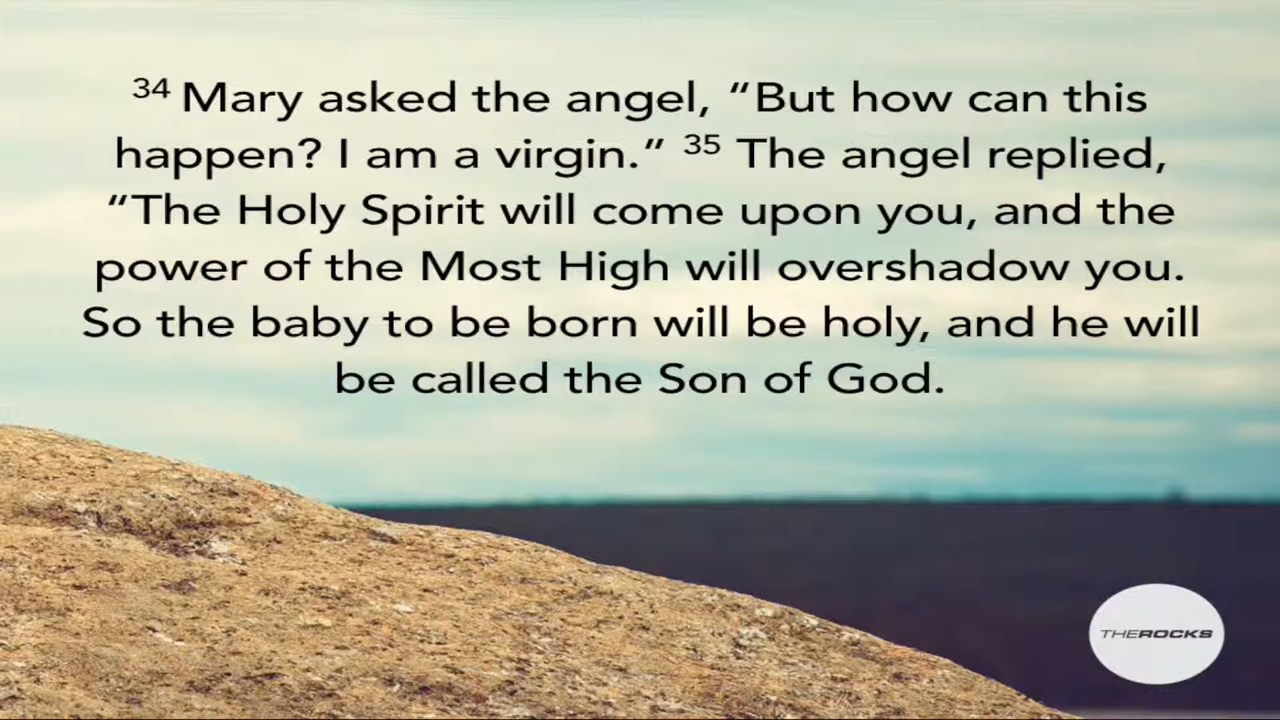 ³⁴ Mary asked the angel, “But how can this
happen? I am a virgin.” ³⁵ The angel replied,
“The Holy Spirit will come upon you, and the
power of the Most High will overshadow you.
So the baby to be born will be holy, and he will
be called the Son of God.
THEROCKS